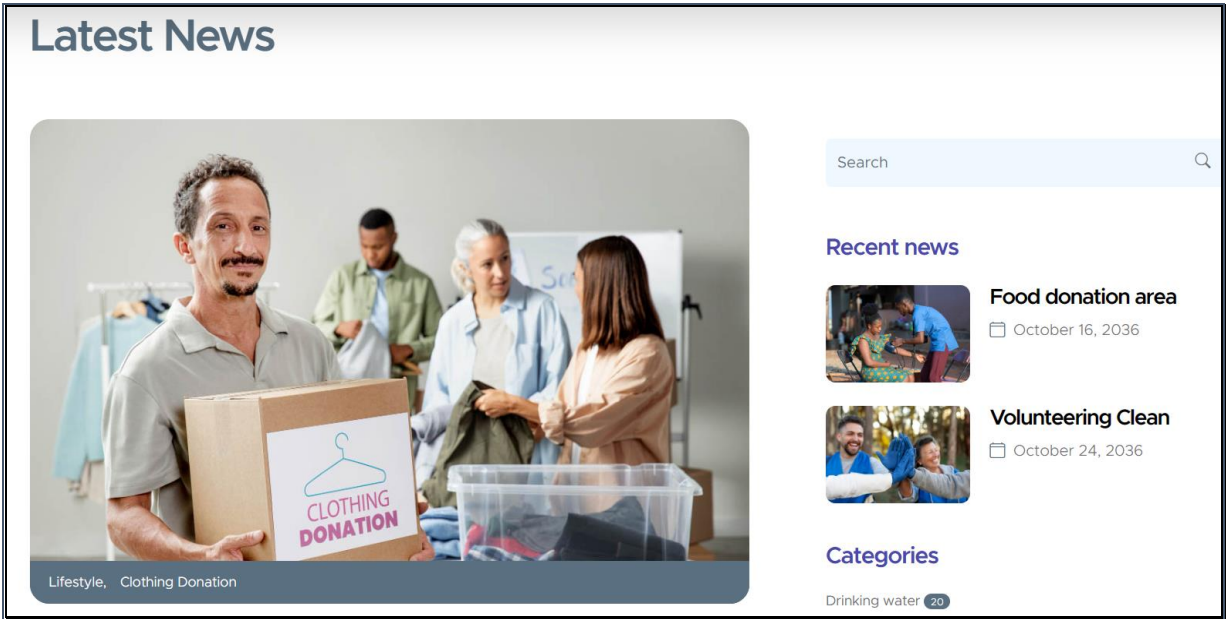 Latest News
Search
Recent news
Food donation area
October 16, 2036
Volunteering Clean
October 24, 2036
Categories
Drinking water 20
CLOTHING
DONATION
Lifestyle, Clothing Donation